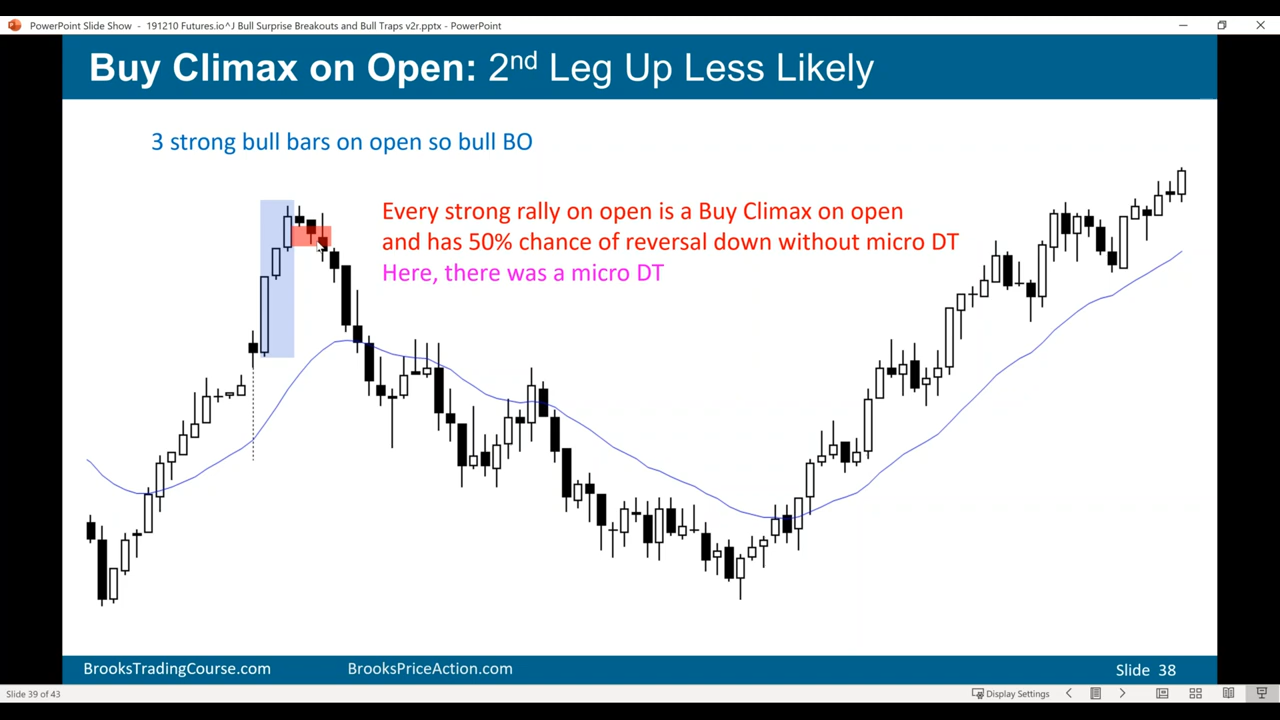 PowerPoint Slide Show - 191210 Futures.io^J Bull Surprise Breakouts and Bull Traps v2r.pptx - PowerPoint
Buy Climax on Open: 2nd Leg Up Less Likely
3 strong bull bars on open so bull BO
Every strong rally on open is a Buy Climax on open
and has 50% chance of reversal down without micro DT
Here, there was a micro DT
BrooksTradingCourse.com BrooksPriceAction.com Slide 38
Slide 39 of 43 Display Settings